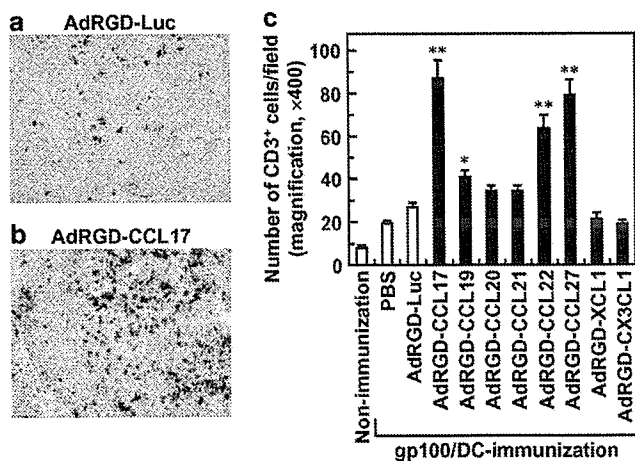 a
AdRGD-Luc
b
AdRGD-CCL17
c
Number of CD3+ cells/field
(magnification, ×400)
100
80
60
40
20
0
**
*
**
**
Non-immunization
PBS
AdRGD-Luc
AdRGD-CCL17
AdRGD-CCL19
AdRGD-CCL20
AdRGD-CCL21
AdRGD-CCL22
AdRGD-CCL27
AdRGD-XCL1
AdRGD-CX3CL1
gp100/DC-immunization